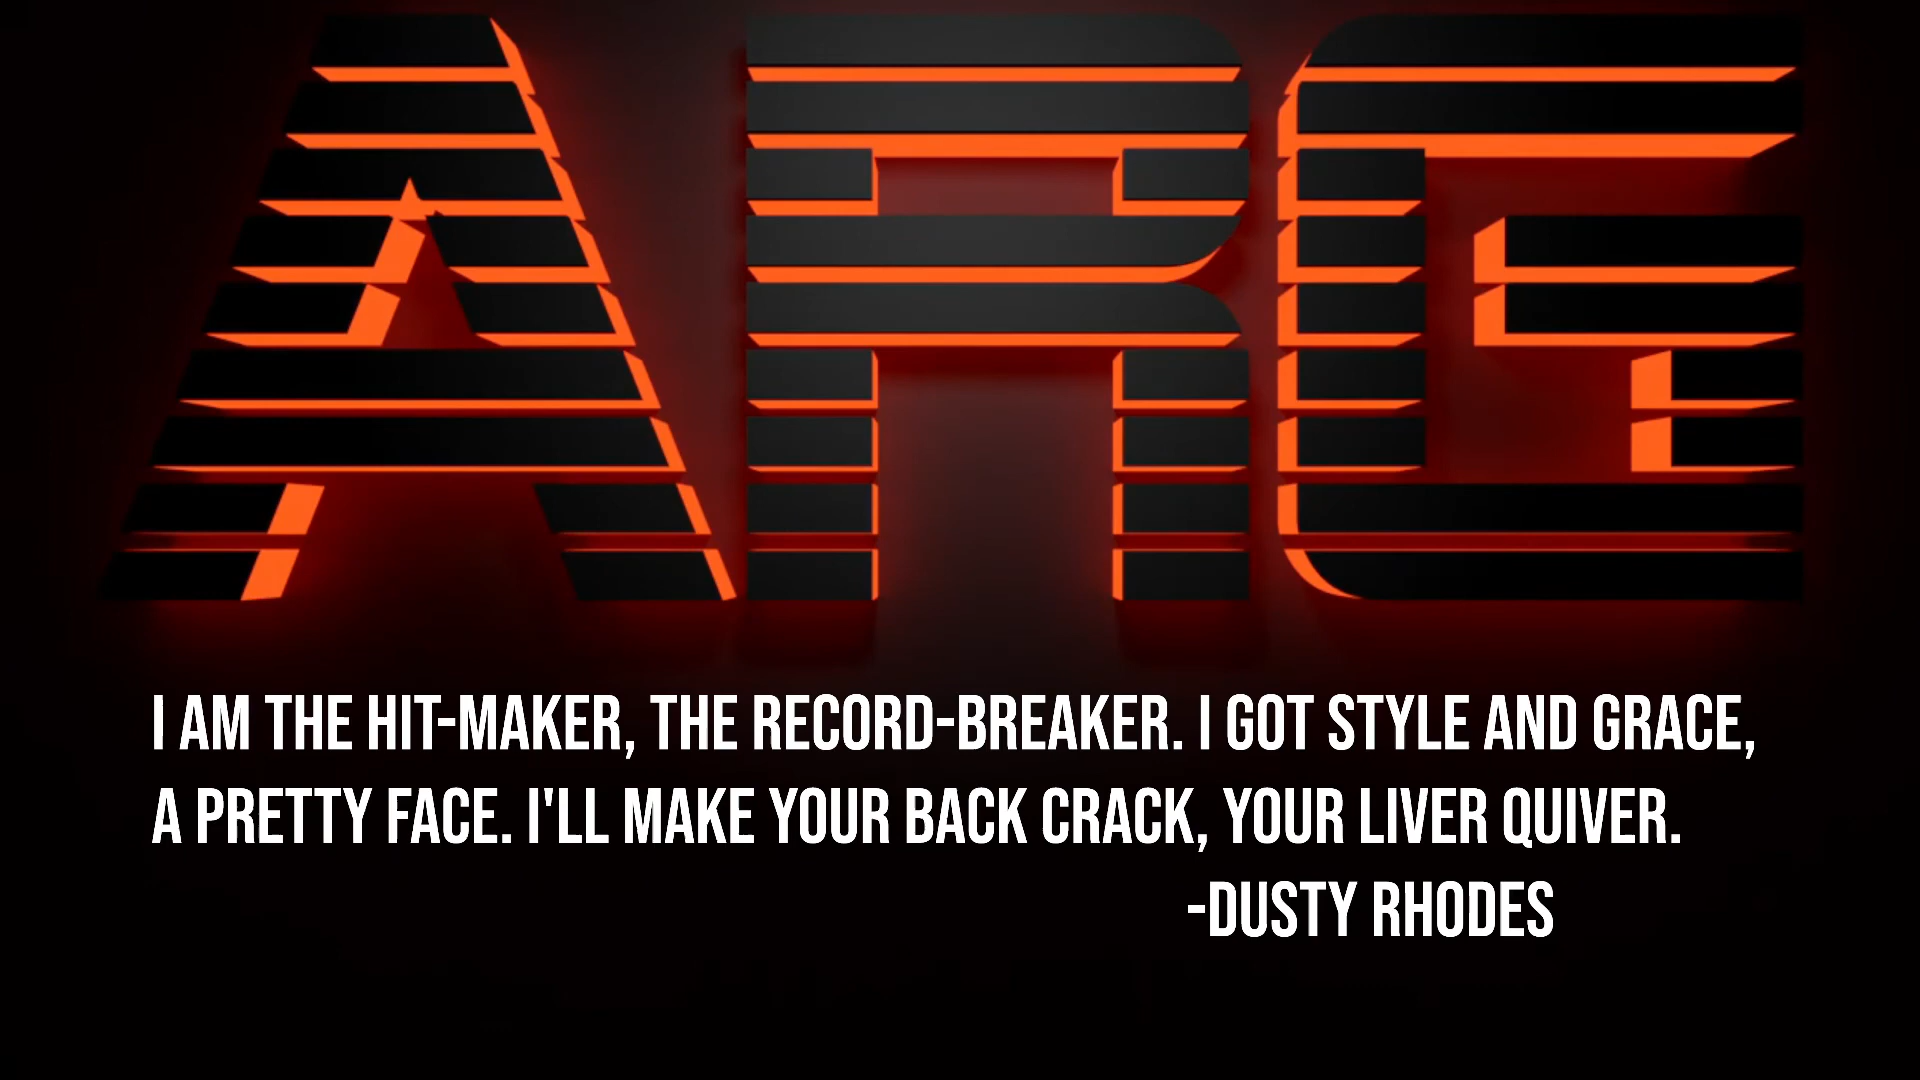 ARG
I AM THE HIT-MAKER, THE RECORD-BREAKER. I GOT STYLE AND GRACE,
A PRETTY FACE. I'LL MAKE YOUR BACK CRACK, YOUR LIVER QUIVER.
-DUSTY RHODES